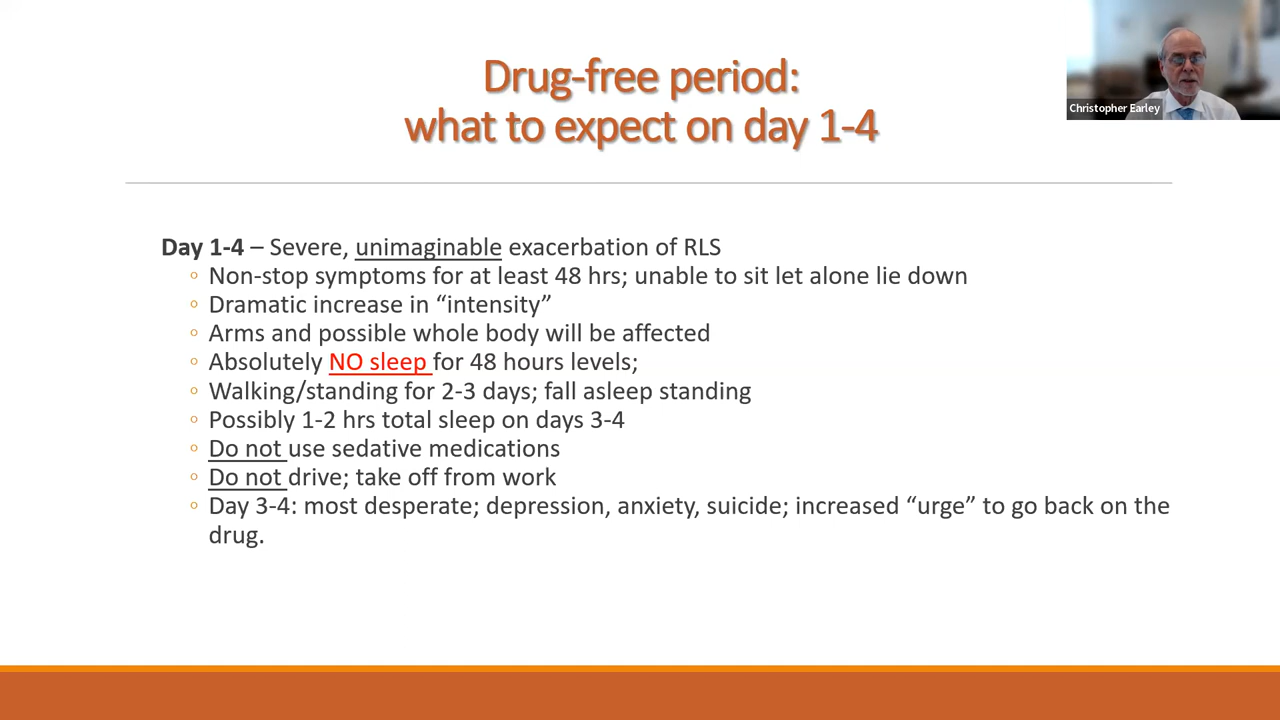 Drug-free period:
what to expect on day 1-4
Christopher Earley
Day 1-4 – Severe, unimaginable exacerbation of RLS
◦ Non-stop symptoms for at least 48 hrs; unable to sit let alone lie down
◦ Dramatic increase in “intensity”
◦ Arms and possible whole body will be affected
◦ Absolutely NO sleep for 48 hours levels;
◦ Walking/standing for 2-3 days; fall asleep standing
◦ Possibly 1-2 hrs total sleep on days 3-4
◦ Do not use sedative medications
◦ Do not drive; take off from work
◦ Day 3-4: most desperate; depression, anxiety, suicide; increased “urge” to go back on the
drug.